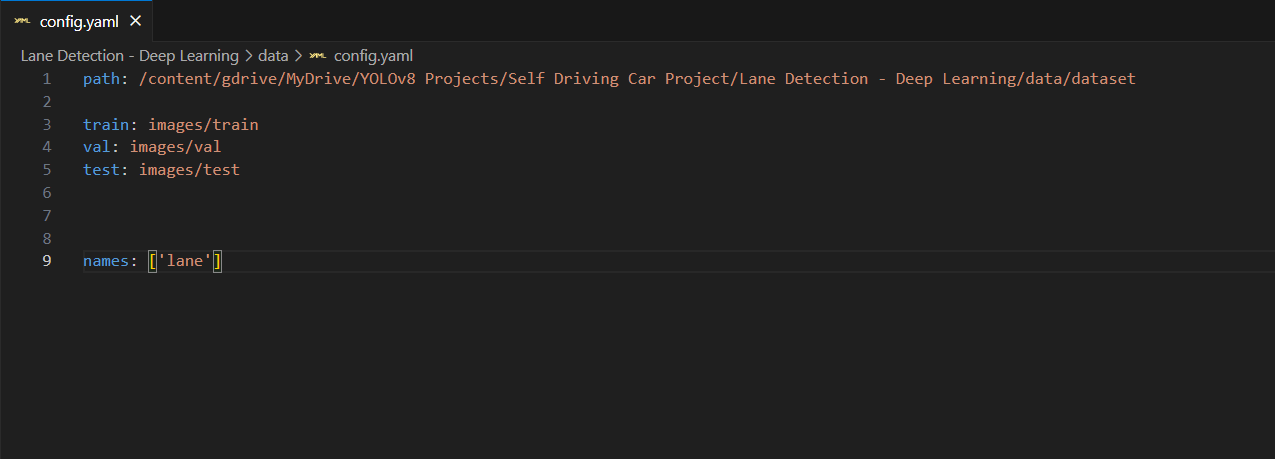 config.yaml
Lane Detection - Deep Learning > data > config.yaml
1 path: /content/gdrive/MyDrive/YOLOv8 Projects/Self Driving Car Project/Lane Detection - Deep Learning/data/dataset
2
3 train: images/train
4 val: images/val
5 test: images/test
6
7
8
9 names: ['lane']